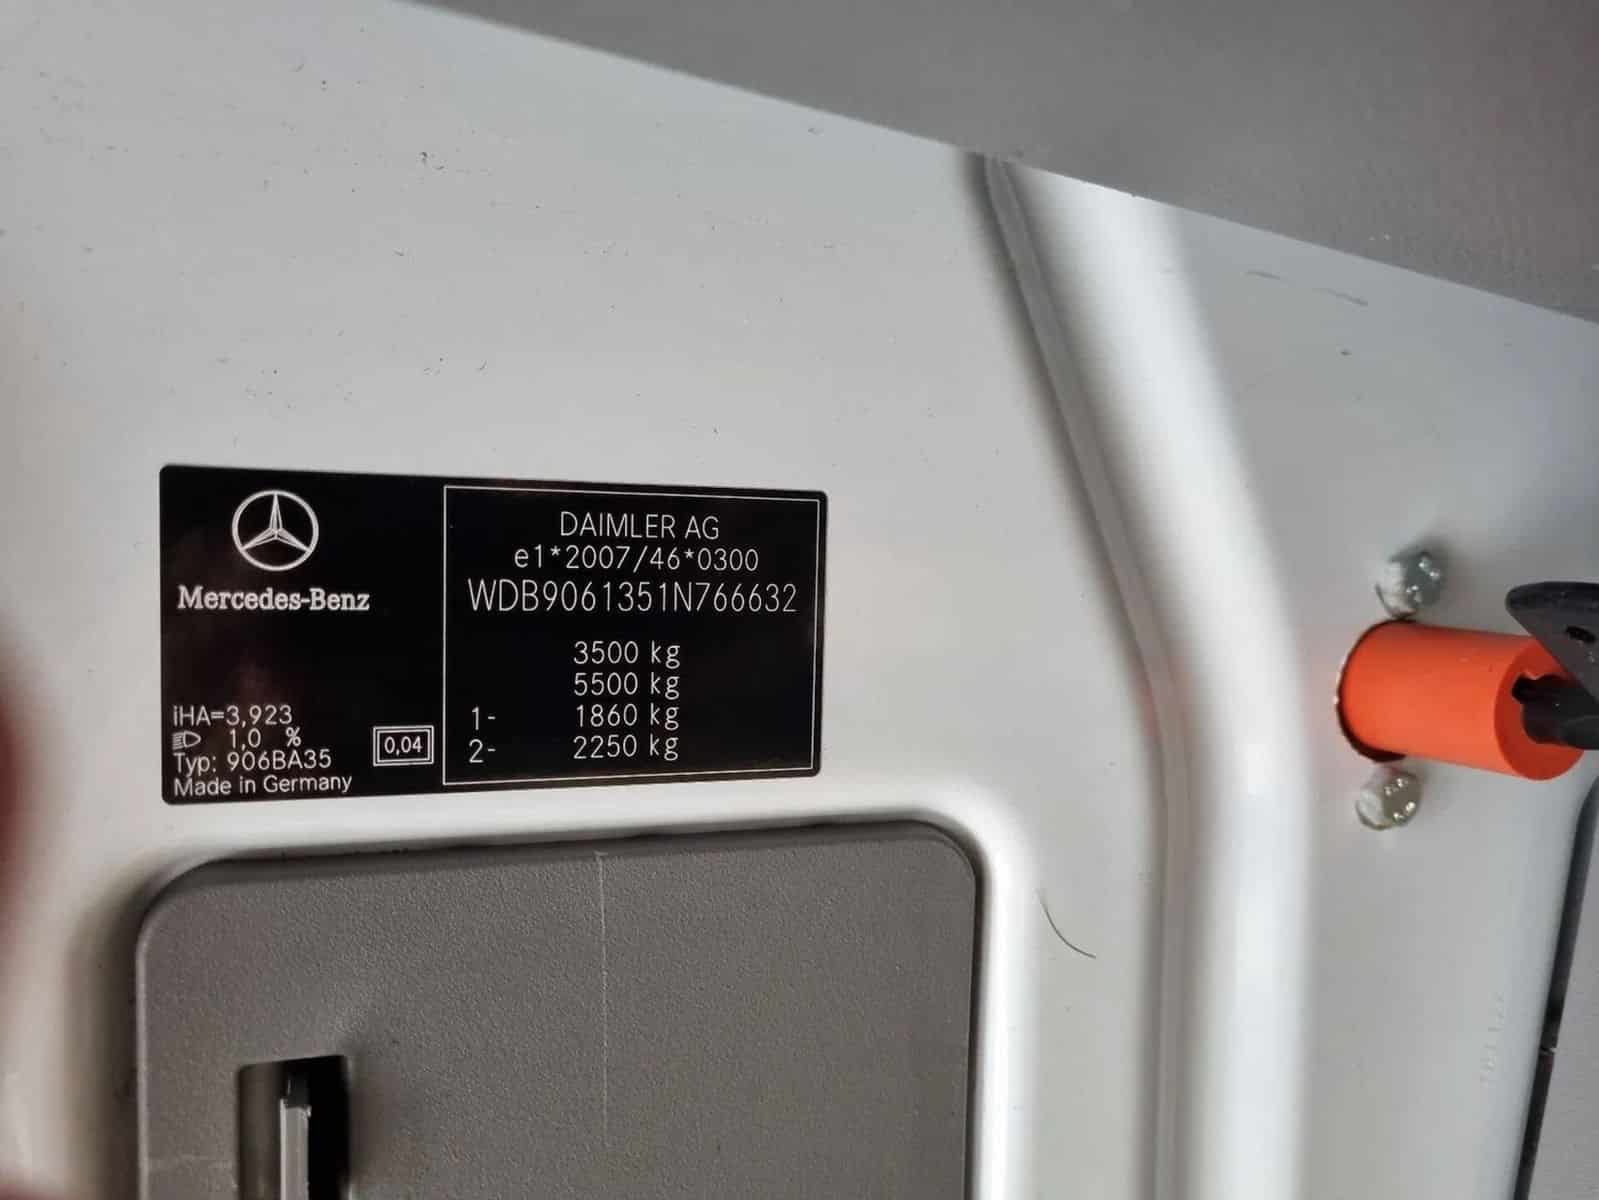 Mercedes-Benz
iHA=3,923
1,0 %
Typ: 906BA35
Made in Germany
0,04
DAIMLER AG
e1*2007/46*0300
WDB9061351N766632
3500 kg
5500 kg
1- 1860 kg
2- 2250 kg